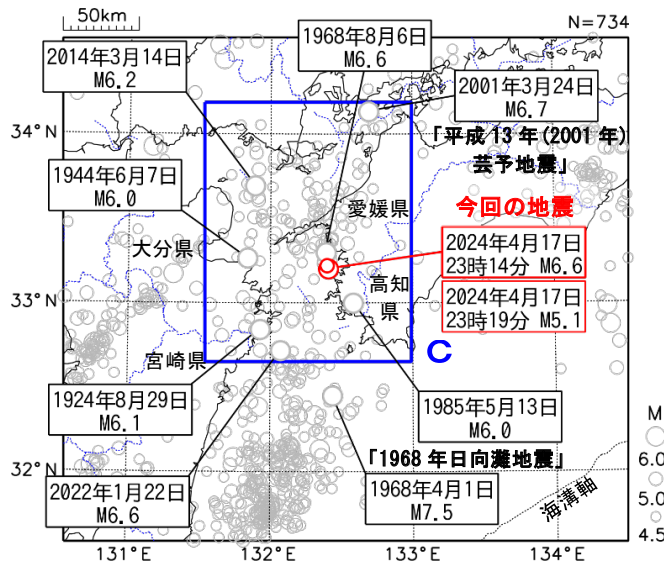 50km
N=734
2014年3月14日
M6.2
1968年8月6日
M6.6
2001年3月24日
M6.7
「平成13年(2001年)
芸予地震」
34°N
1944年6月7日
M6.0
愛媛県
今回の地震
大分県
2024年4月17日
23時14分 M6.6
高知
県
2024年4月17日
23時19分 M5.1
33°N
宮崎県
C
1924年8月29日
M6.1
1985年5月13日
M6.0
M
6.0
5.0
4.5
「1968年日向灘地震」
32°N
2022年1月22日
M6.6
1968年4月1日
M7.5
海溝軸
131°E
132°E
133°E
134°E